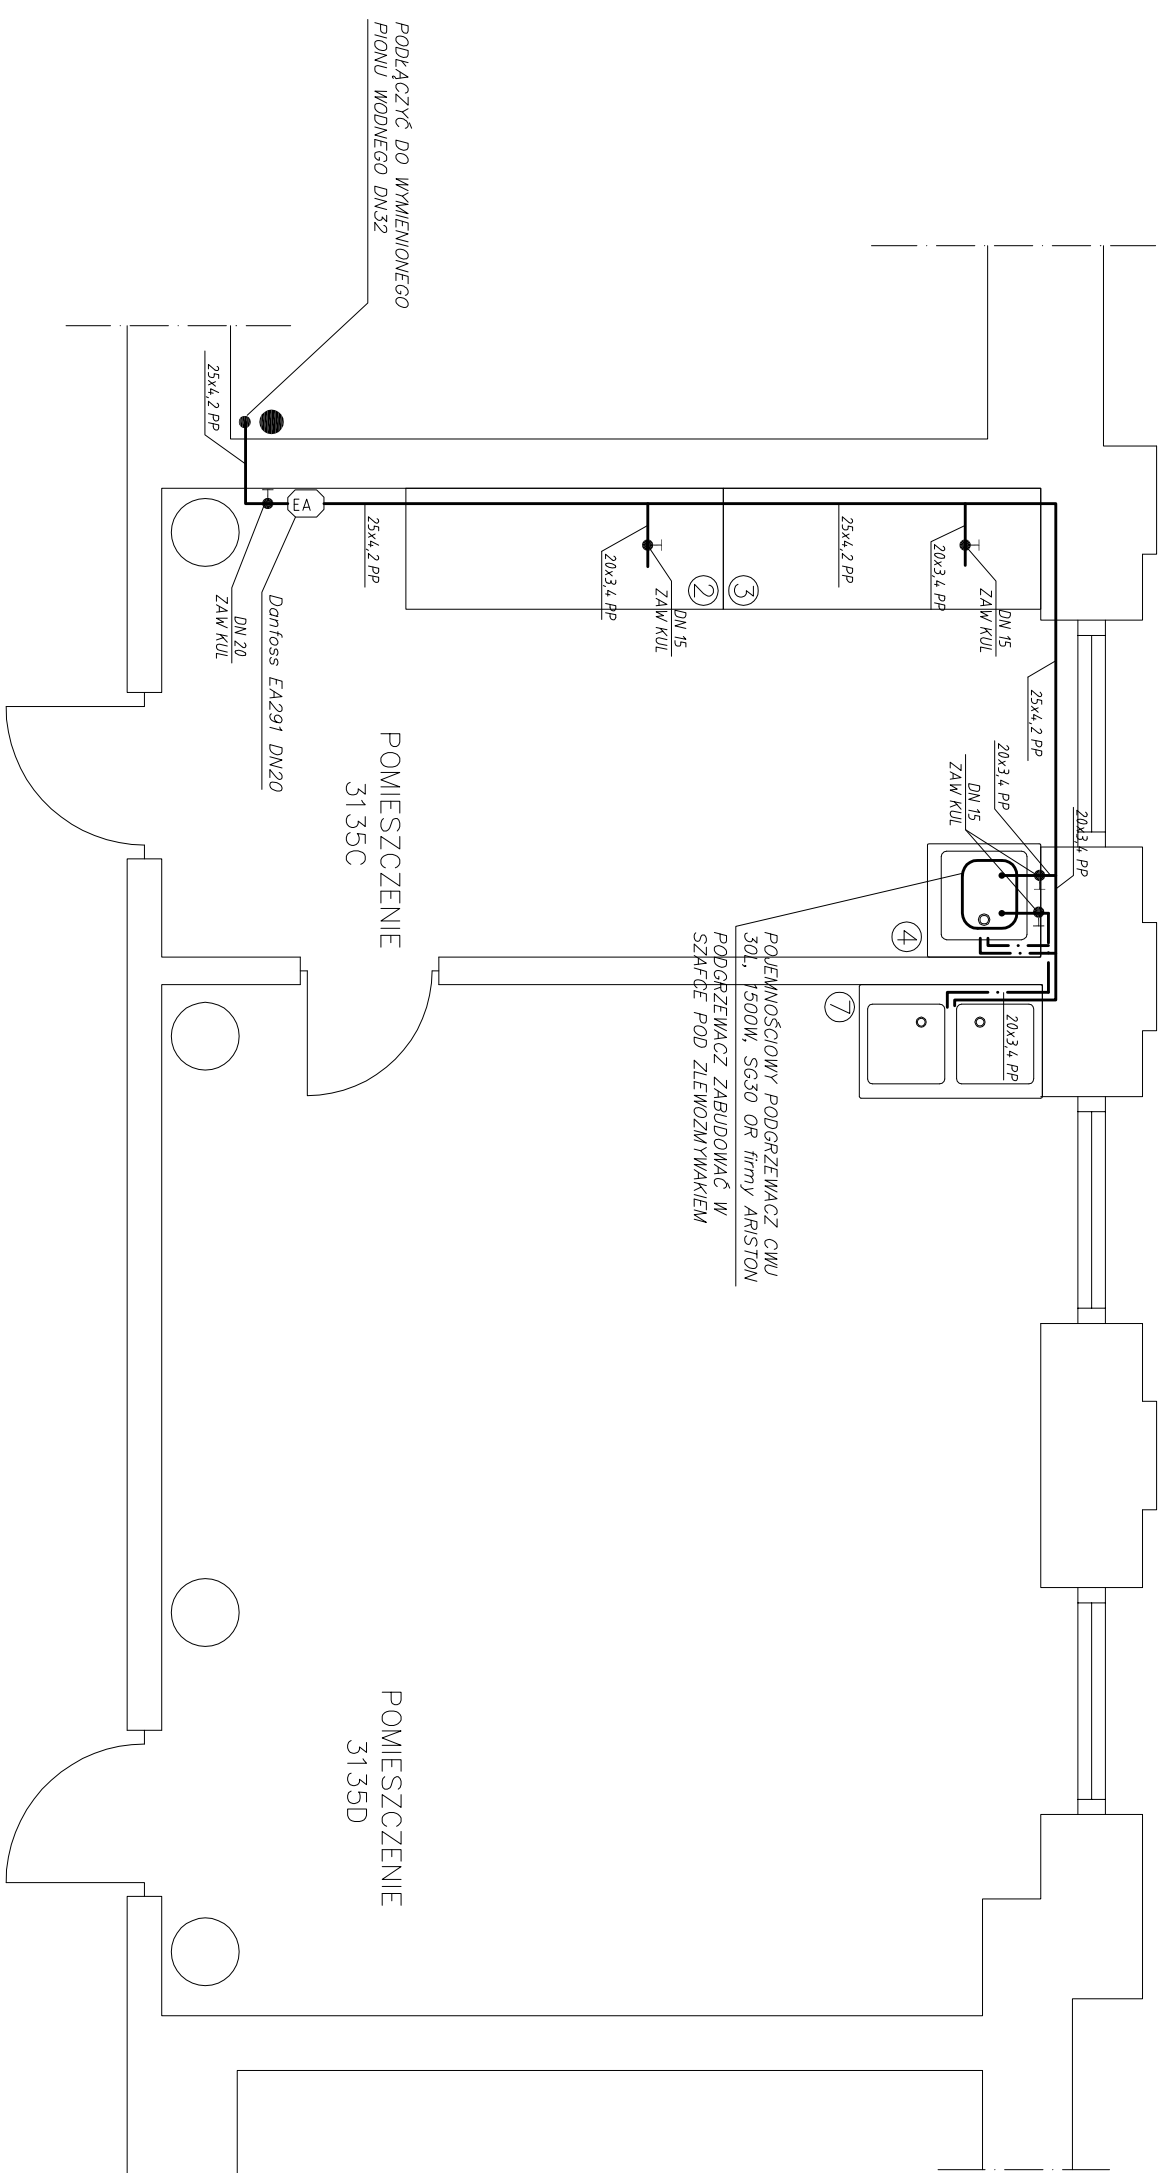 PODŁĄCZYĆ DO WYMIENIONEGO
PIONU WODNEGO DN32
25x4,2 PP
EA
DN 20
ZAW KUL
Danfoss EA291 DN20
25x4,2 PP
20x3,4 PP
DN 15
ZAW KUL
2
3
25x4,2 PP
20x3,4 PP
DN 15
ZAW KUL
25x4,2 PP
20x3,4 PP
DN 15
ZAW KUL
20x3,4 PP
4
7
20x3,4 PP
POJEMNOŚCIOWY PODGRZEWACZ CWU
30L, 1500W, SG30 OR firmy ARISTON
PODGRZEWACZ ZABUDOWAĆ W
SZAFCE POD ZLEWOZMYWAKIEM
POMIESZCZENIE
3135C
POMIESZCZENIE
3135D